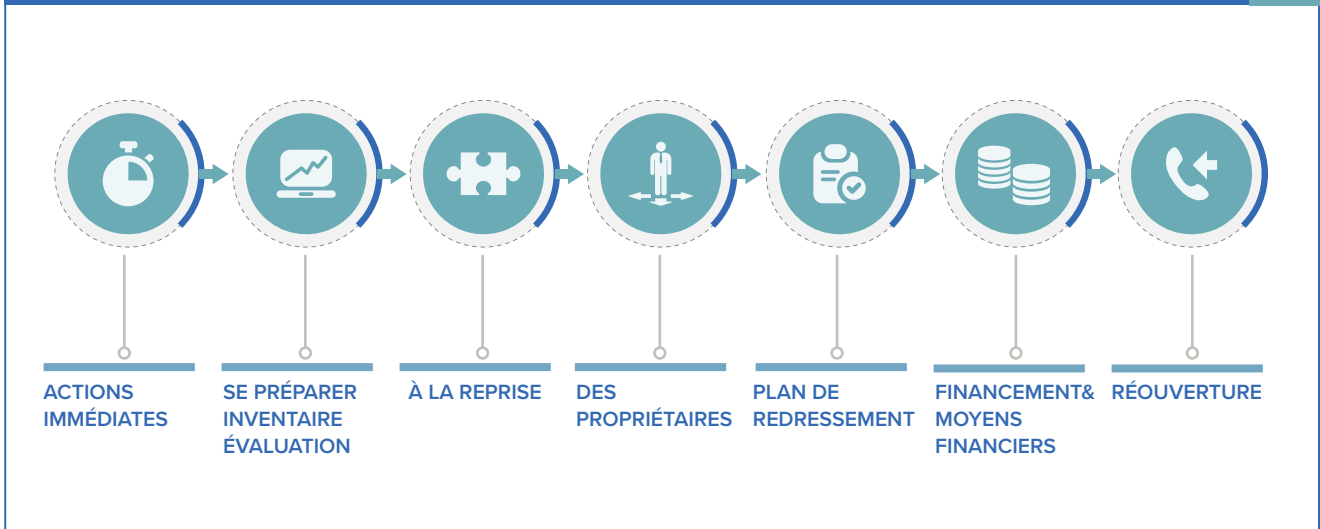 ACTIONS
IMMÉDIATES
SE PRÉPARER
INVENTAIRE
ÉVALUATION
À LA REPRISE
DES
PROPRIÉTAIRES
PLAN DE
REDRESSEMENT
FINANCEMENT&
MOYENS
FINANCIERS
RÉOUVERTURE